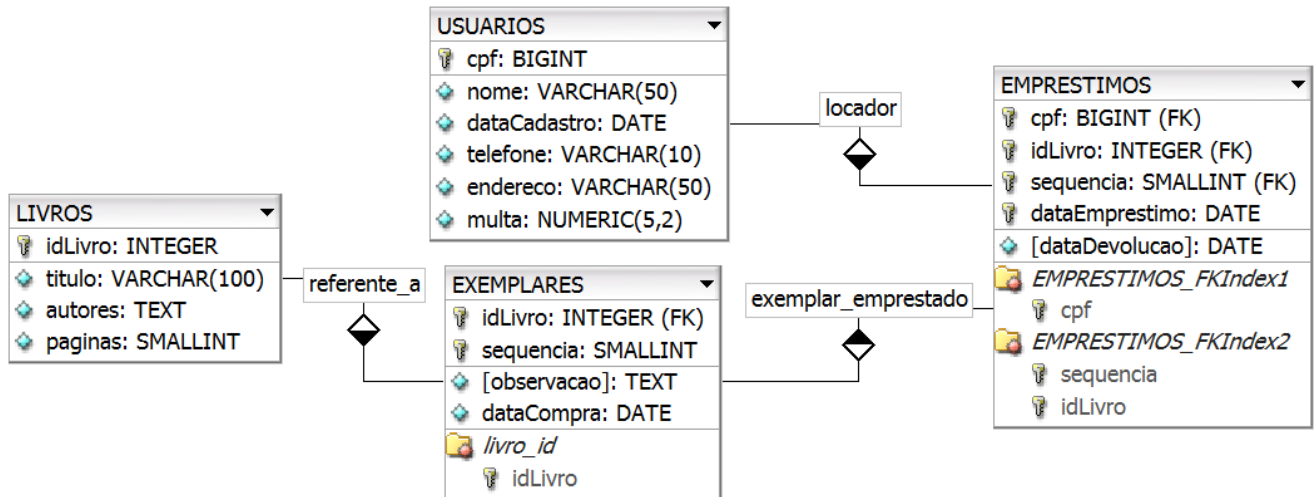 USUARIOS
cpf: BIGINT
nome: VARCHAR(50)
dataCadastro: DATE
telefone: VARCHAR(10)
endereco: VARCHAR(50)
multa: NUMERIC(5,2)
locador
EMPRESTIMOS
cpf: BIGINT (FK)
idLivro: INTEGER (FK)
sequencia: SMALLINT (FK)
dataEmprestimo: DATE
[dataDevolucao]: DATE
EMPRESTIMOS_FKIndex1
cpf
EMPRESTIMOS_FKIndex2
sequencia
idLivro
LIVROS
idLivro: INTEGER
titulo: VARCHAR(100)
autores: TEXT
paginas: SMALLINT
referente_a
EXEMPLARES
idLivro: INTEGER (FK)
sequencia: SMALLINT
[observacao]: TEXT
dataCompra: DATE
livro_id
idLivro
exemplar_emprestado